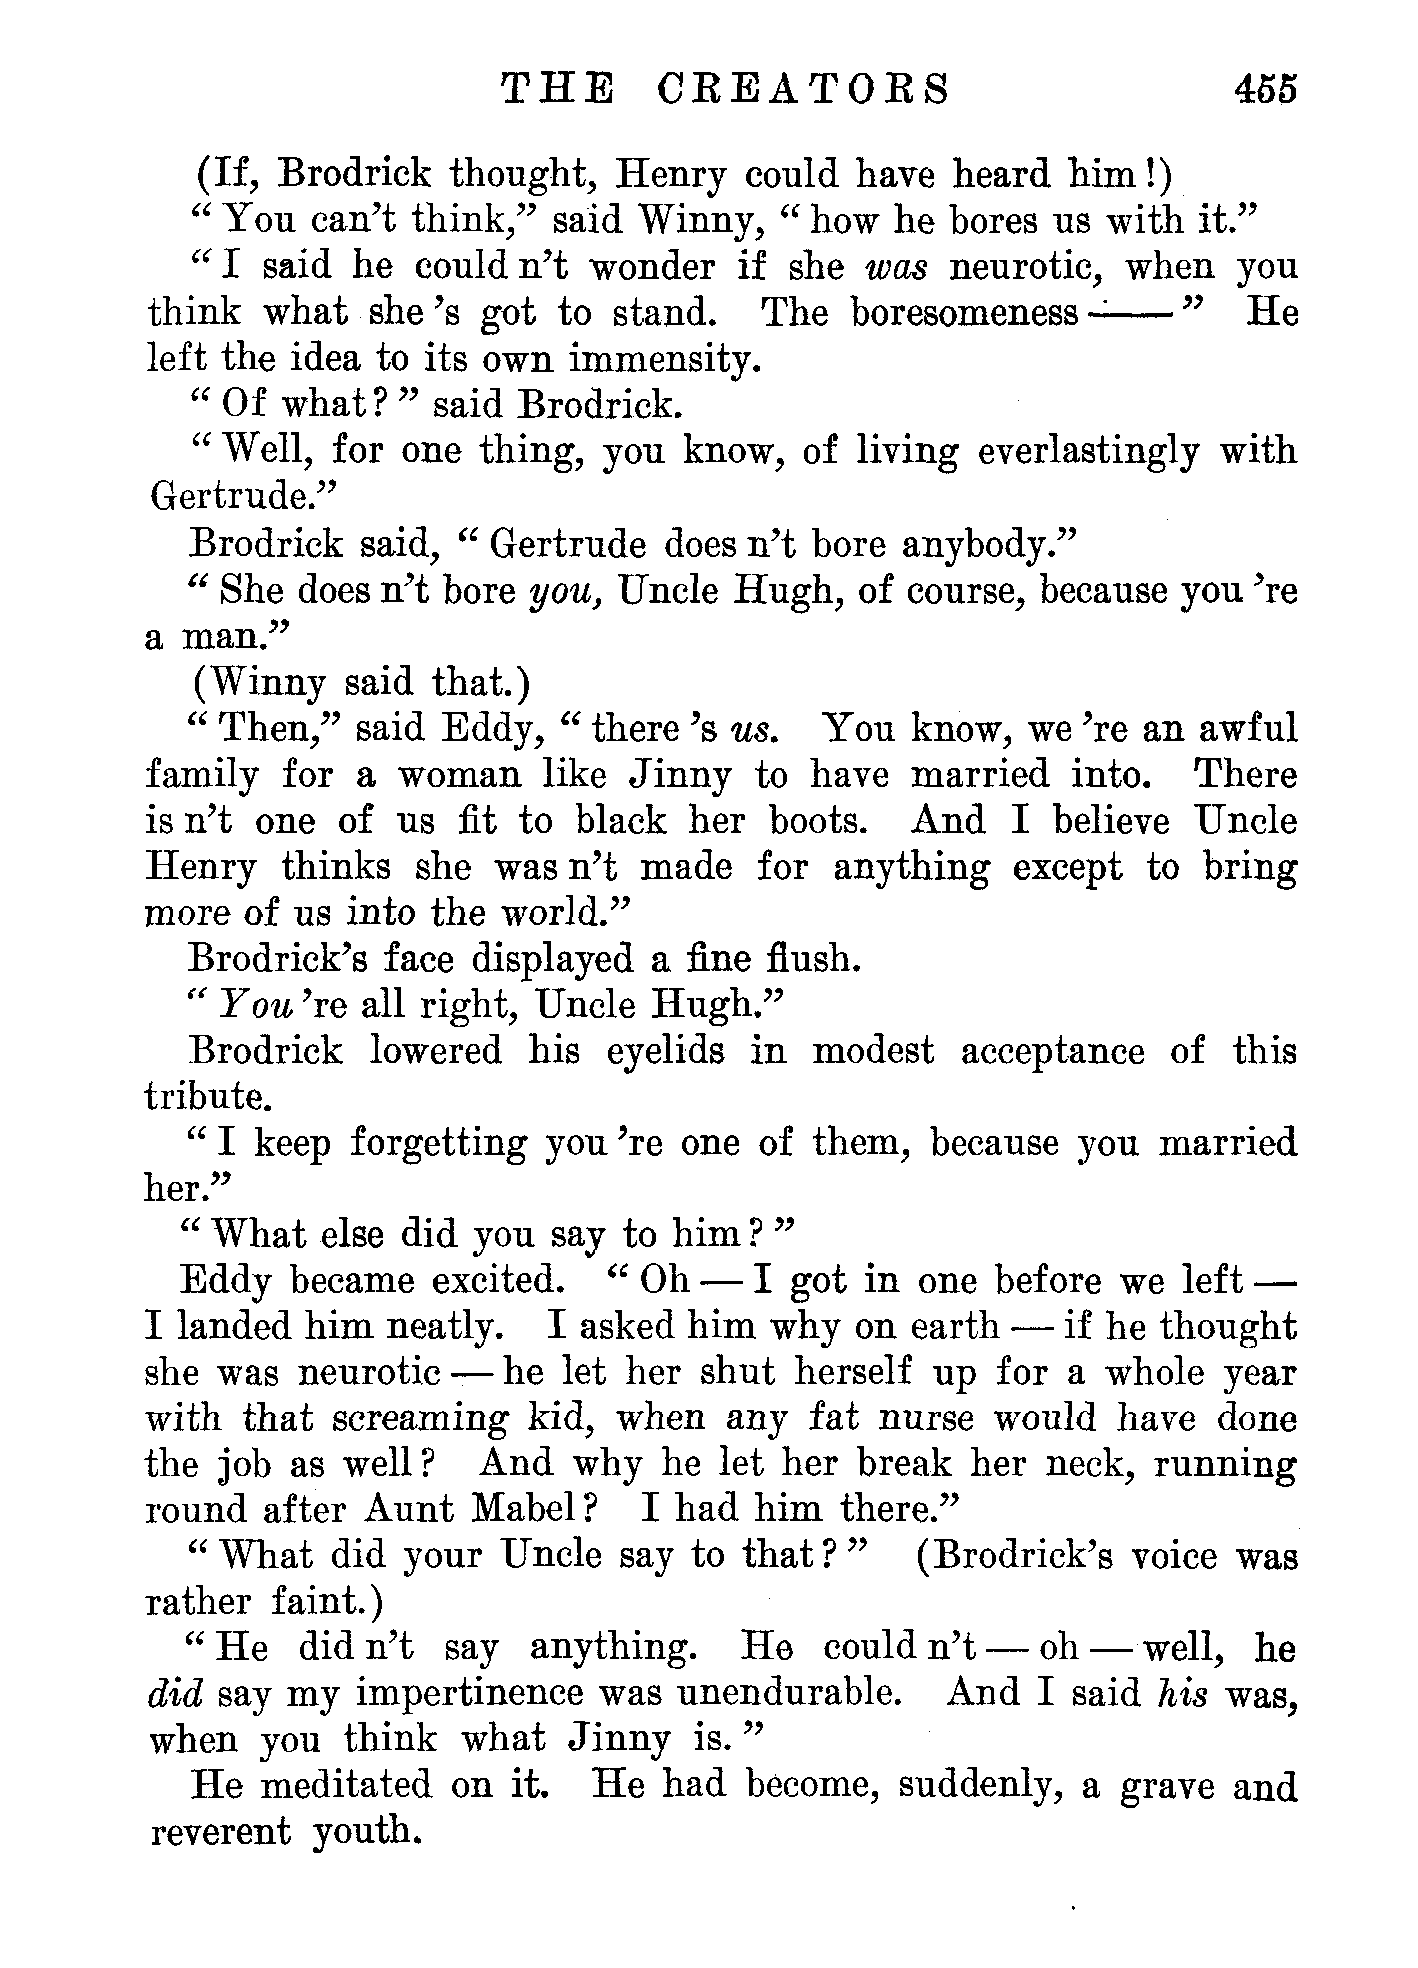 THE CREATORS 455
(If, Brodrick thought, Henry could have heard him!)
“ You can’t think,” said Winny, “ how he bores us with it.”
“ I said he could n’t wonder if she was neurotic, when you
think what she ’s got to stand. The boresomeness ——” He
left the idea to its own immensity.
“ Of what? ” said Brodrick.
“ Well, for one thing, you know, of living everlastingly with
Gertrude.”
Brodrick said, “ Gertrude does n’t bore anybody.”
“ She does n’t bore you, Uncle Hugh, of course, because you ’re
a man.”
(Winny said that.)
“ Then,” said Eddy, “ there ’s us. You know, we ’re an awful
family for a woman like Jinny to have married into. There
is n’t one of us fit to black her boots. And I believe Uncle
Henry thinks she was n’t made for anything except to bring
more of us into the world.”
Brodrick’s face displayed a fine flush.
“ You ’re all right, Uncle Hugh.”
Brodrick lowered his eyelids in modest acceptance of this
tribute.
“ I keep forgetting you ’re one of them, because you married
her.”
“ What else did you say to him? ”
Eddy became excited. “ Oh — I got in one before we left —
I landed him neatly. I asked him why on earth — if he thought
she was neurotic — he let her shut herself up for a whole year
with that screaming kid, when any fat nurse would have done
the job as well? And why he let her break her neck, running
round after Aunt Mabel? I had him there.”
“ What did your Uncle say to that? ” (Brodrick’s voice was
rather faint.)
“ He did n’t say anything. He could n’t — oh — well, he
did say my impertinence was unendurable. And I said his was,
when you think what Jinny is. ”
He meditated on it. He had become, suddenly, a grave and
reverent youth.